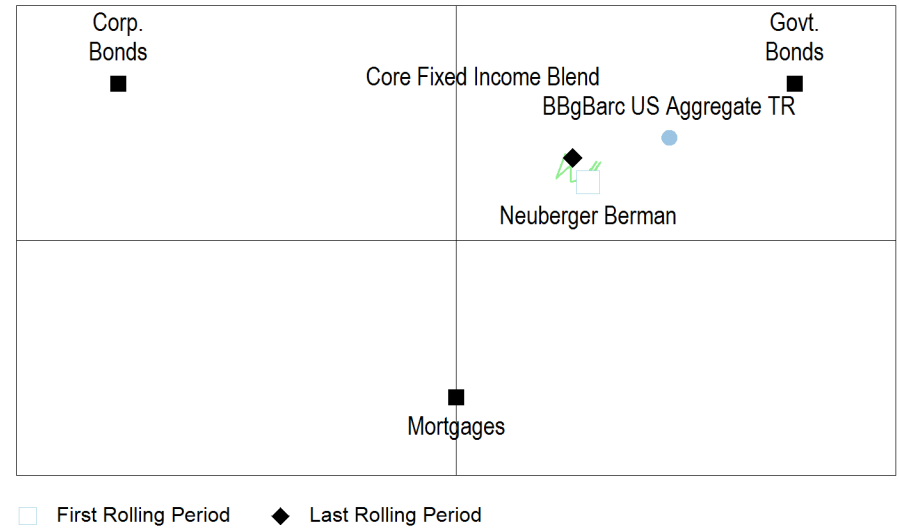 Corp.
Bonds
Govt.
Bonds
Core Fixed Income Blend
BBgBarc US Aggregate TR
Neuberger Berman
Mortgages
First Rolling Period
Last Rolling Period